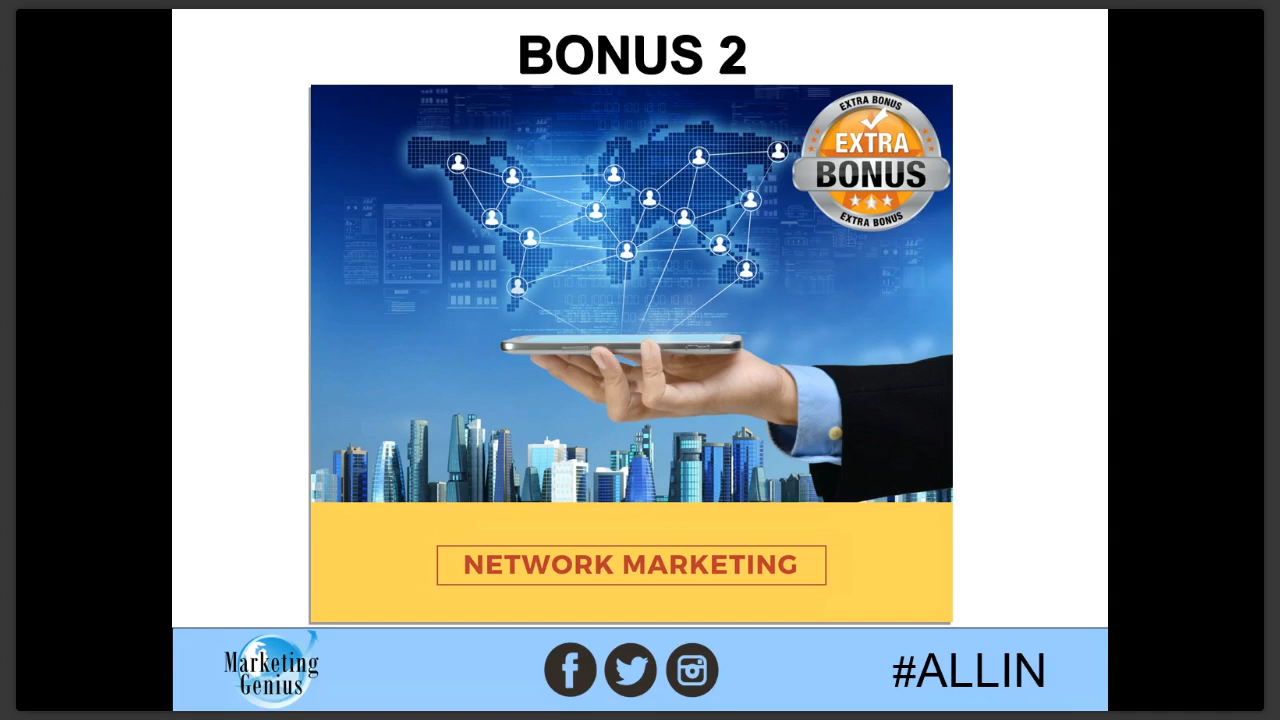 BONUS 2
EXTRA BONUS
EXTRA
BONUS
EXTRA BONUS
NETWORK MARKETING
Marketing
Genius
#ALLIN